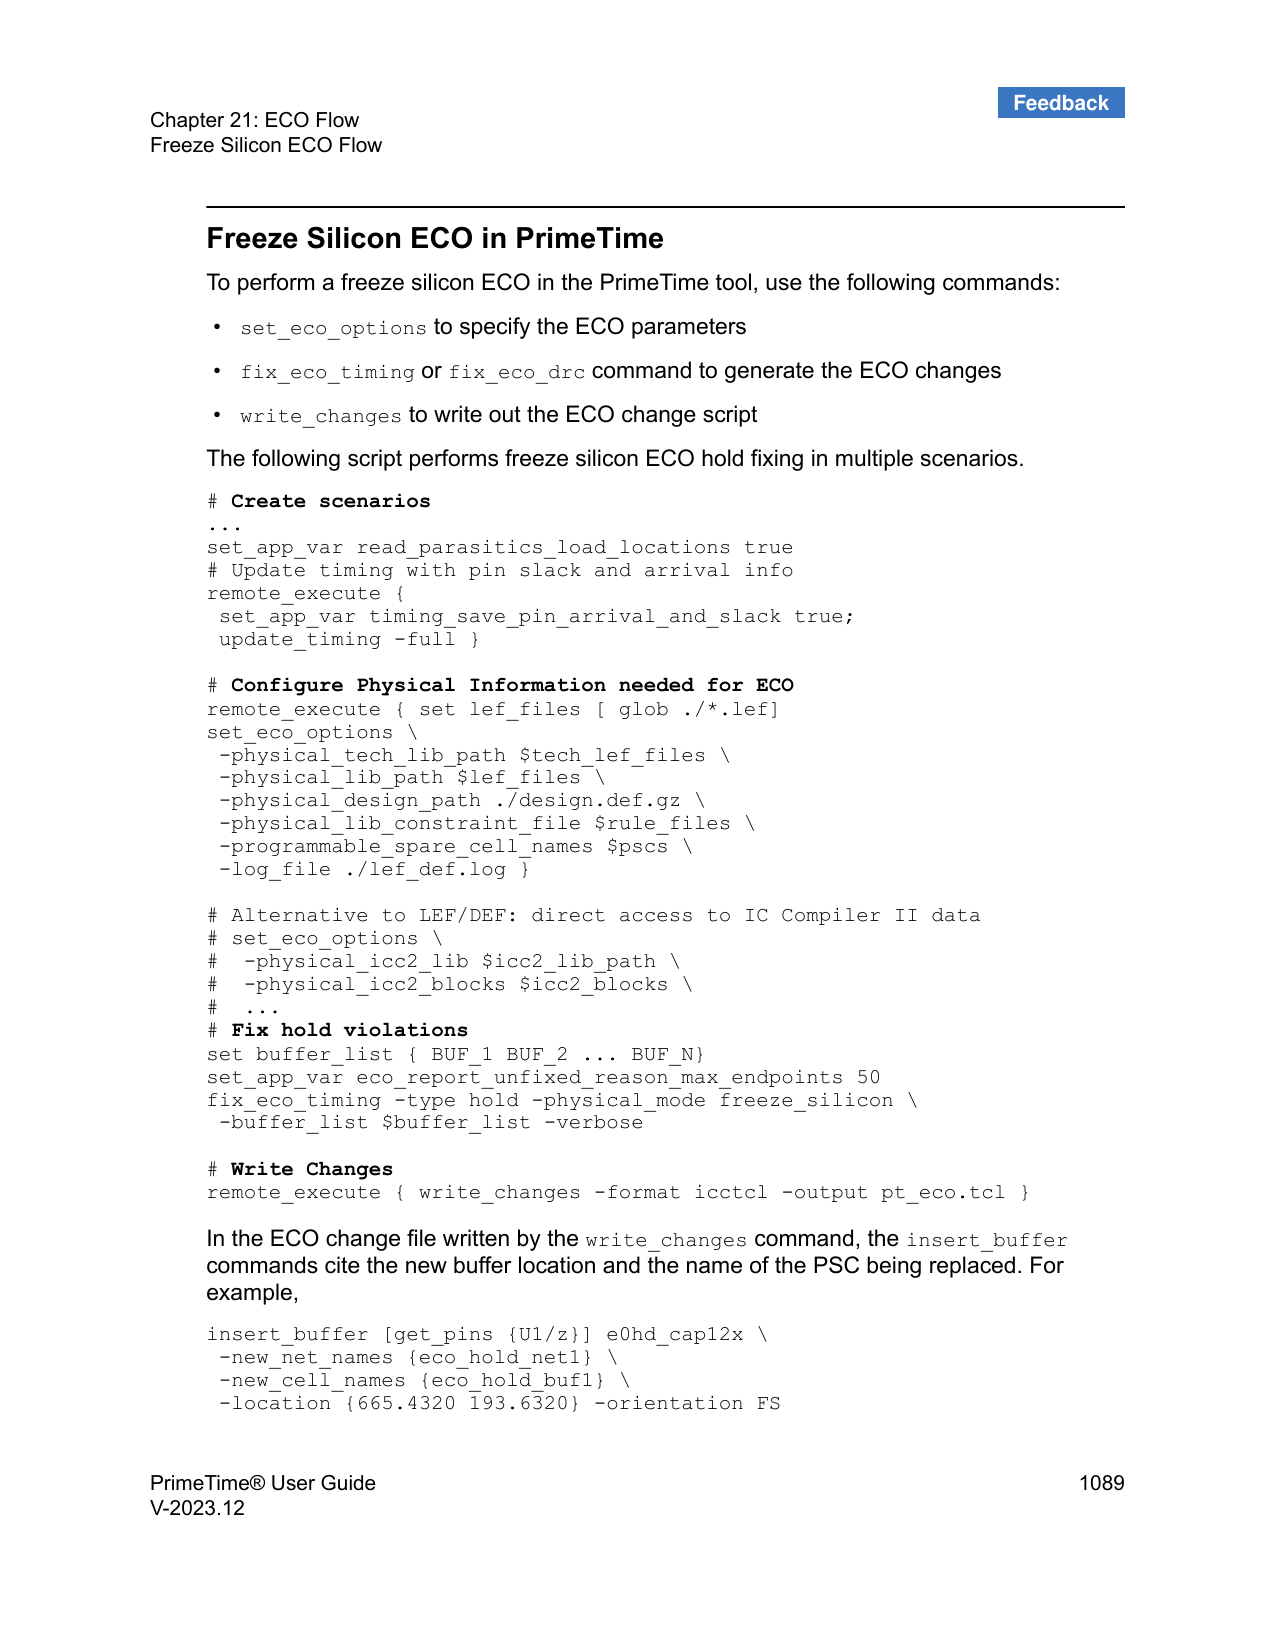 Feedback
Chapter 21: ECO Flow
Freeze Silicon ECO Flow
Freeze Silicon ECO in PrimeTime
To perform a freeze silicon ECO in the PrimeTime tool, use the following commands:
• set_eco_options to specify the ECO parameters
• fix_eco_timing or fix_eco_drc command to generate the ECO changes
• write_changes to write out the ECO change script
The following script performs freeze silicon ECO hold fixing in multiple scenarios.
# Create scenarios
...
set_app_var read_parasitics_load_locations true
# Update timing with pin slack and arrival info
remote_execute {
 set_app_var timing_save_pin_arrival_and_slack true;
 update_timing -full }
# Configure Physical Information needed for ECO
remote_execute { set lef_files [ glob ./*.lef]
set_eco_options \
 -physical_tech_lib_path $tech_lef_files \
 -physical_lib_path $lef_files \
 -physical_design_path ./design.def.gz \
 -physical_lib_constraint_file $rule_files \
 -programmable_spare_cell_names $pscs \
 -log_file ./lef_def.log }
# Alternative to LEF/DEF: direct access to IC Compiler II data
# set_eco_options \
#  -physical_icc2_lib $icc2_lib_path \
#  -physical_icc2_blocks $icc2_blocks \
#  ...
# Fix hold violations
set buffer_list { BUF_1 BUF_2 ... BUF_N}
set_app_var eco_report_unfixed_reason_max_endpoints 50
fix_eco_timing -type hold -physical_mode freeze_silicon \
 -buffer_list $buffer_list -verbose
# Write Changes
remote_execute { write_changes -format icctcl -output pt_eco.tcl }
In the ECO change file written by the write_changes command, the insert_buffer
commands cite the new buffer location and the name of the PSC being replaced. For
example,
insert_buffer [get_pins {U1/z}] e0hd_cap12x \
 -new_net_names {eco_hold_net1} \
 -new_cell_names {eco_hold_buf1} \
 -location {665.4320 193.6320} -orientation FS
PrimeTime® User Guide
1089
V-2023.12